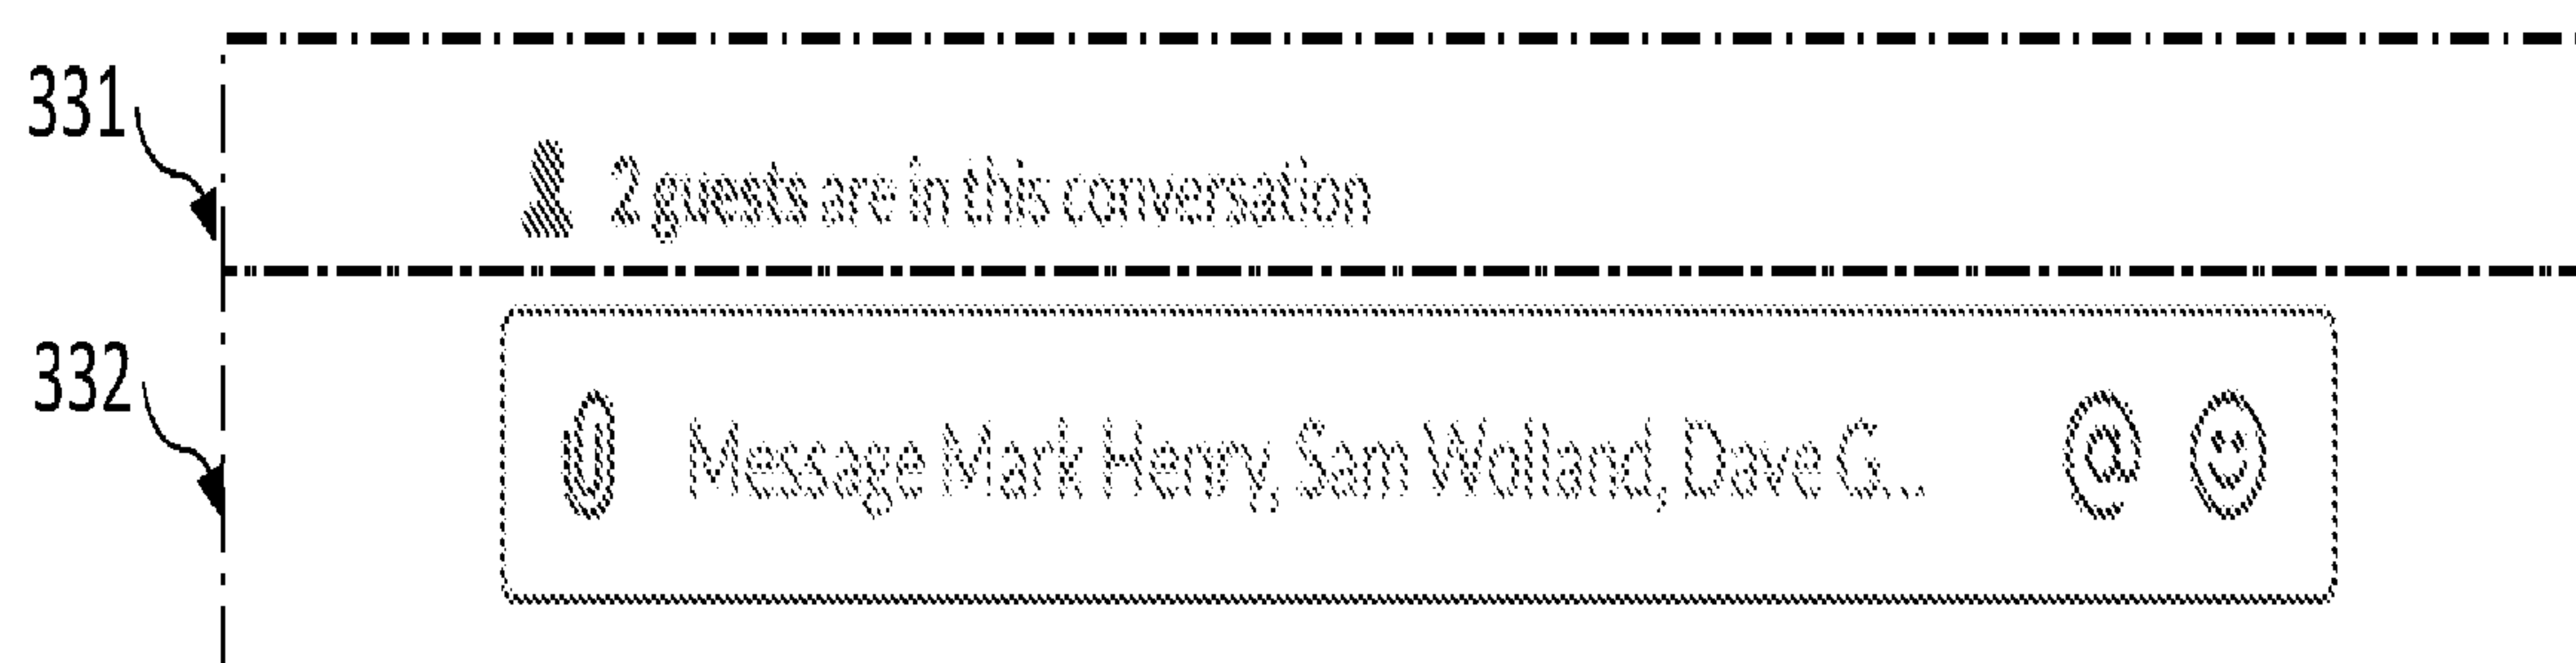 331
2 guests are in this conversation
332
Message Mark Henry, Sam Wolland, Dave G...
@